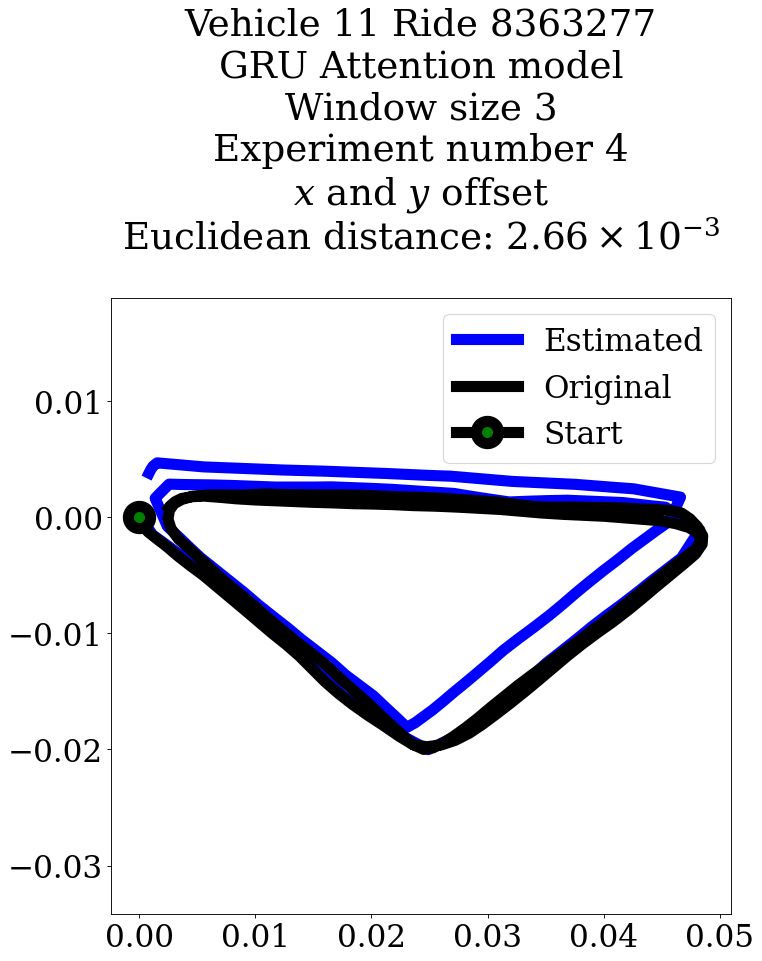 Vehicle 11 Ride 8363277
GRU Attention model
Window size 3
Experiment number 4
x and y offset
Euclidean distance: 2.66 × 10⁻³
Estimated
Original
Start
0.01
0.00
−0.01
−0.02
−0.03
0.00 0.01 0.02 0.03 0.04 0.05